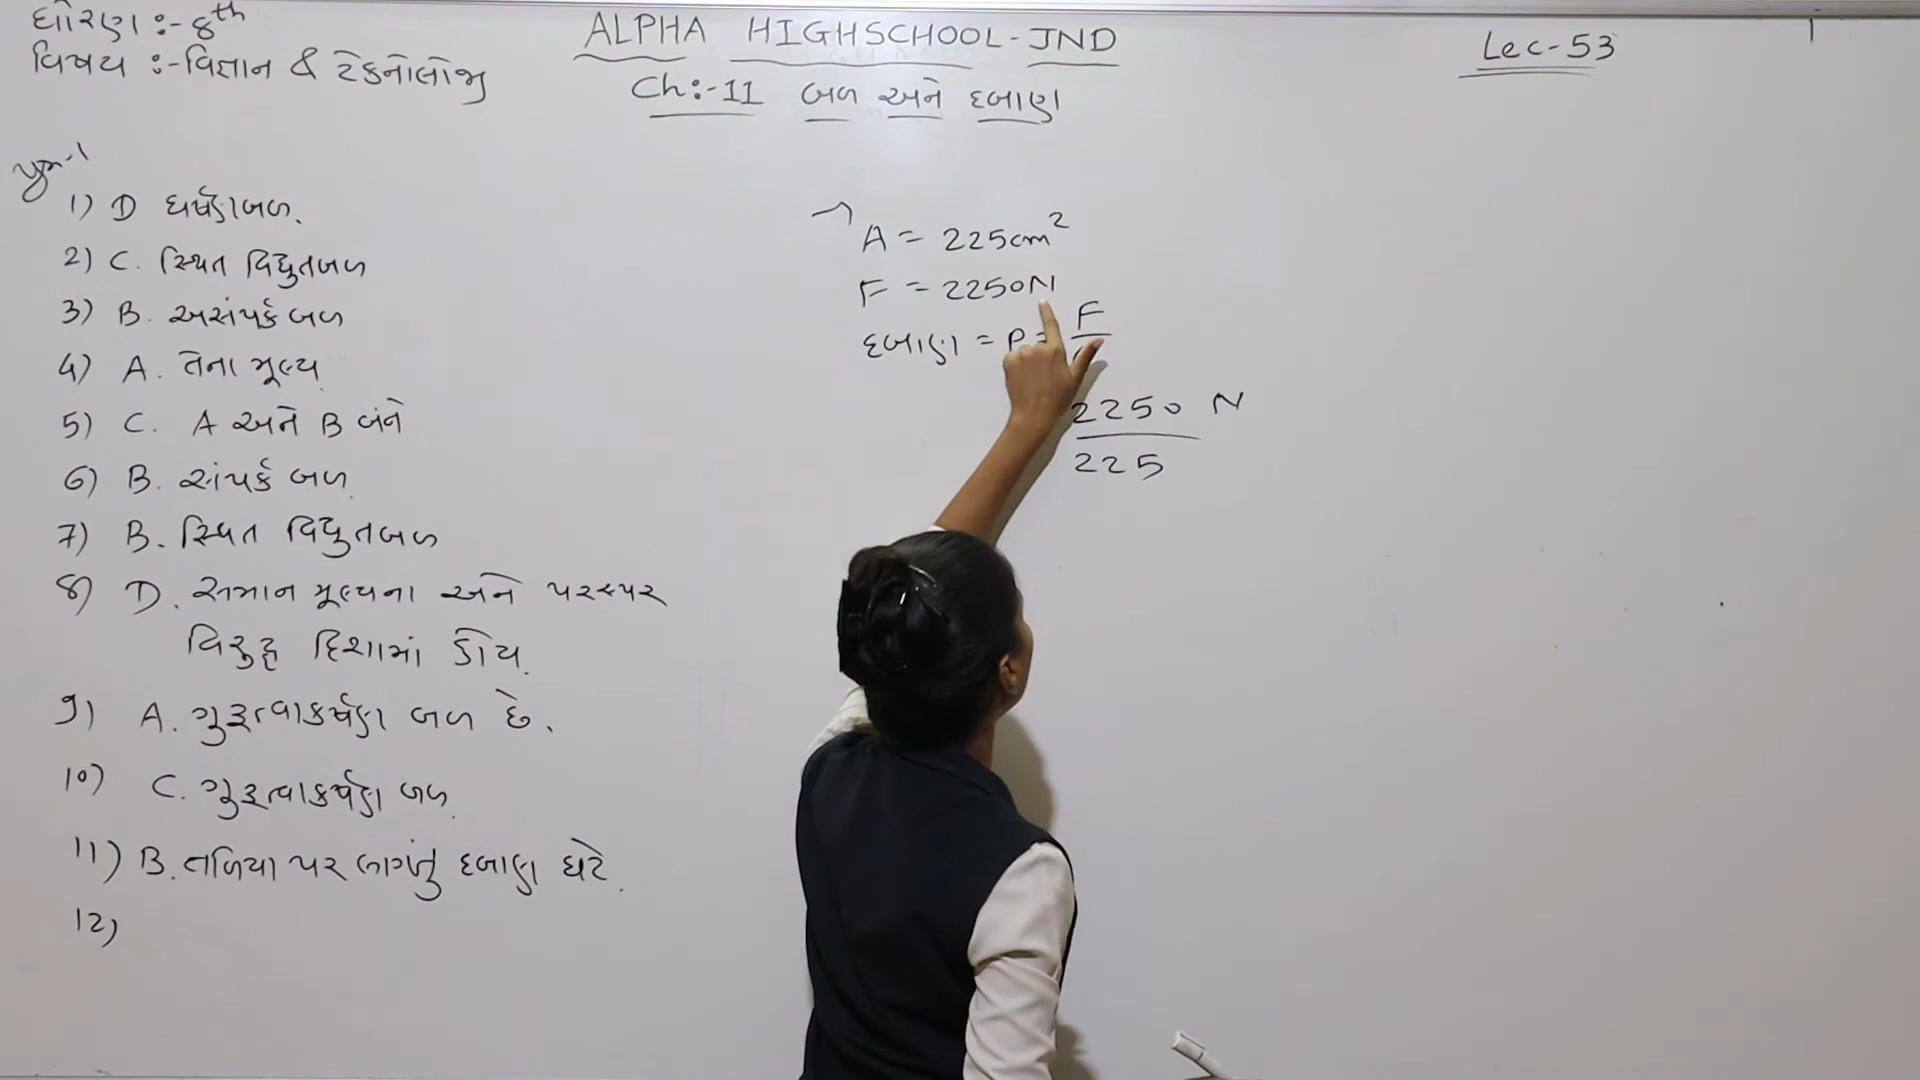 ધોરણ :- 8th
વિષય :- વિજ્ઞાન & ટેકનોલોજી
ALPHA HIGHSCHOOL-JND
Ch:-11 બળ અને દબાણ
Lec-53
1) D ઘર્ષણબળ.
2) C. સ્થિત વિદ્યુતબળ
3) B. અસંપર્ક બળ
4) A. તેના મૂલ્ય
5) C. A અને B બંને
6) B. સંપર્ક બળ.
7) B. સ્થિત વિદ્યુતબળ
8) D. સમાન મૂલ્યના અને પરસ્પર
વિરુદ્ધ દિશામાં હોય.
9) A. ગુરૂત્વાકર્ષણ બળ છે.
10) C. ગુરૂત્વાકર્ષણ બળ.
11) B. તળિયા પર લાગતું દબાણ ઘટે.
12)
A = 225cm²
F = 2250N
દબાણ = P = F
2250 N
225